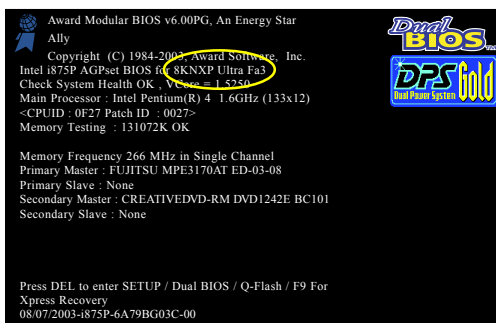 Award Modular BIOS v6.00PG, An Energy Star
Ally
Copyright (C) 1984-2003, Award Software, Inc.
Intel i875P AGPset BIOS for 8KNXP Ultra Fa3
Check System Health OK , VCore = 1.5250
Main Processor : Intel Pentium(R) 4 1.6GHz (133x12)
<CPUID : 0F27 Patch ID : 0027>
Memory Testing : 131072K OK
Memory Frequency 266 MHz in Single Channel
Primary Master : FUJITSU MPE3170AT ED-03-08
Primary Slave : None
Secondary Master : CREATIVEDVD-RM DVD1242E BC101
Secondary Slave : None
Press DEL to enter SETUP / Dual BIOS / Q-Flash / F9 For
Xpress Recovery
08/07/2003-i875P-6A79BG03C-00
Dual
BIOS™
DPS Gold
Dual Power System